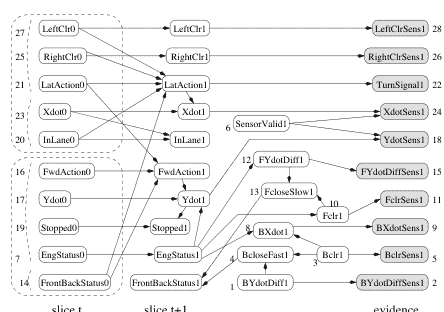 27 LeftClr0 LeftClr1 LeftClrSens1 28
25 RightClr0 RightClr1 RightClrSens1 26
21 LatAction0 LatAction1 TurnSignal1 22
23 Xdot0 Xdot1 XdotSens1 24
6 SensorValid1
20 InLane0 InLane1 YdotSens1 18
12 FYdotDiff1
16 FwdAction0 FwdAction1 FYdotDiffSens1 15
13 FcloseSlow1
17 Ydot0 Ydot1 10 FclrSens1 11
Fclr1
19 Stopped0 Stopped1 8 BXdot1 BXdotSens1 9
7 EngStatus0 EngStatus1 4 BcloseFast1 3 Bclr1 BclrSens1 5
14 FrontBackStatus0 FrontBackStatus1 1 BYdotDiff1 BYdotDiffSens1 2
slice t slice t+1 evidence